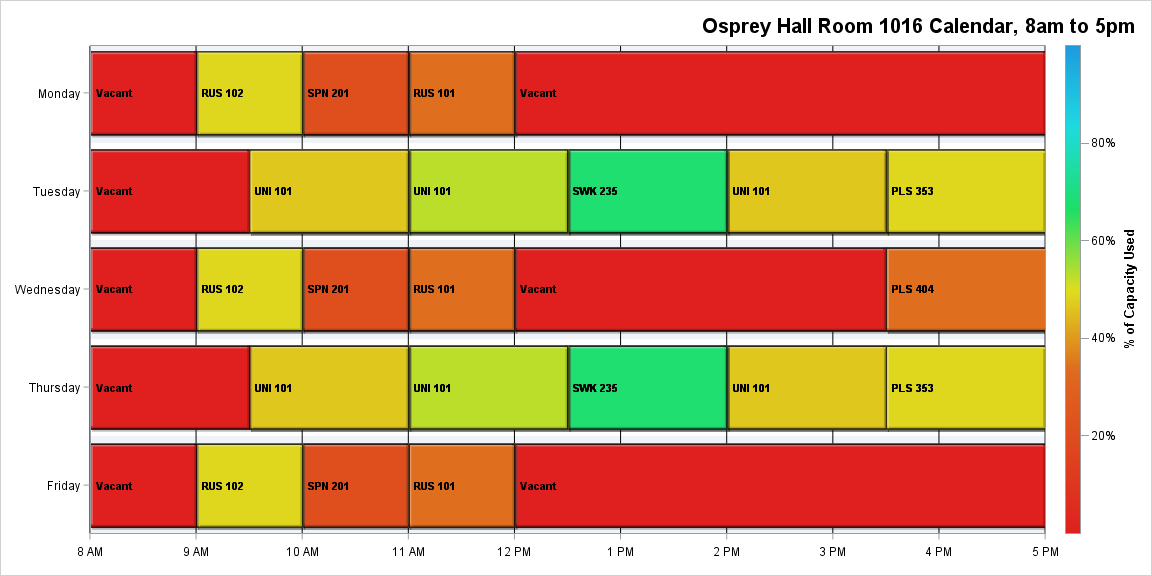 Osprey Hall Room 1016 Calendar, 8am to 5pm
Monday
Vacant
RUS 102
SPN 201
RUS 101
Vacant
Tuesday
Vacant
UNI 101
UNI 101
SWK 235
UNI 101
PLS 353
Wednesday
Vacant
RUS 102
SPN 201
RUS 101
Vacant
PLS 404
Thursday
Vacant
UNI 101
UNI 101
SWK 235
UNI 101
PLS 353
Friday
Vacant
RUS 102
SPN 201
RUS 101
Vacant
8 AM
9 AM
10 AM
11 AM
12 PM
1 PM
2 PM
3 PM
4 PM
5 PM
80%
60%
40%
20%
% of Capacity Used